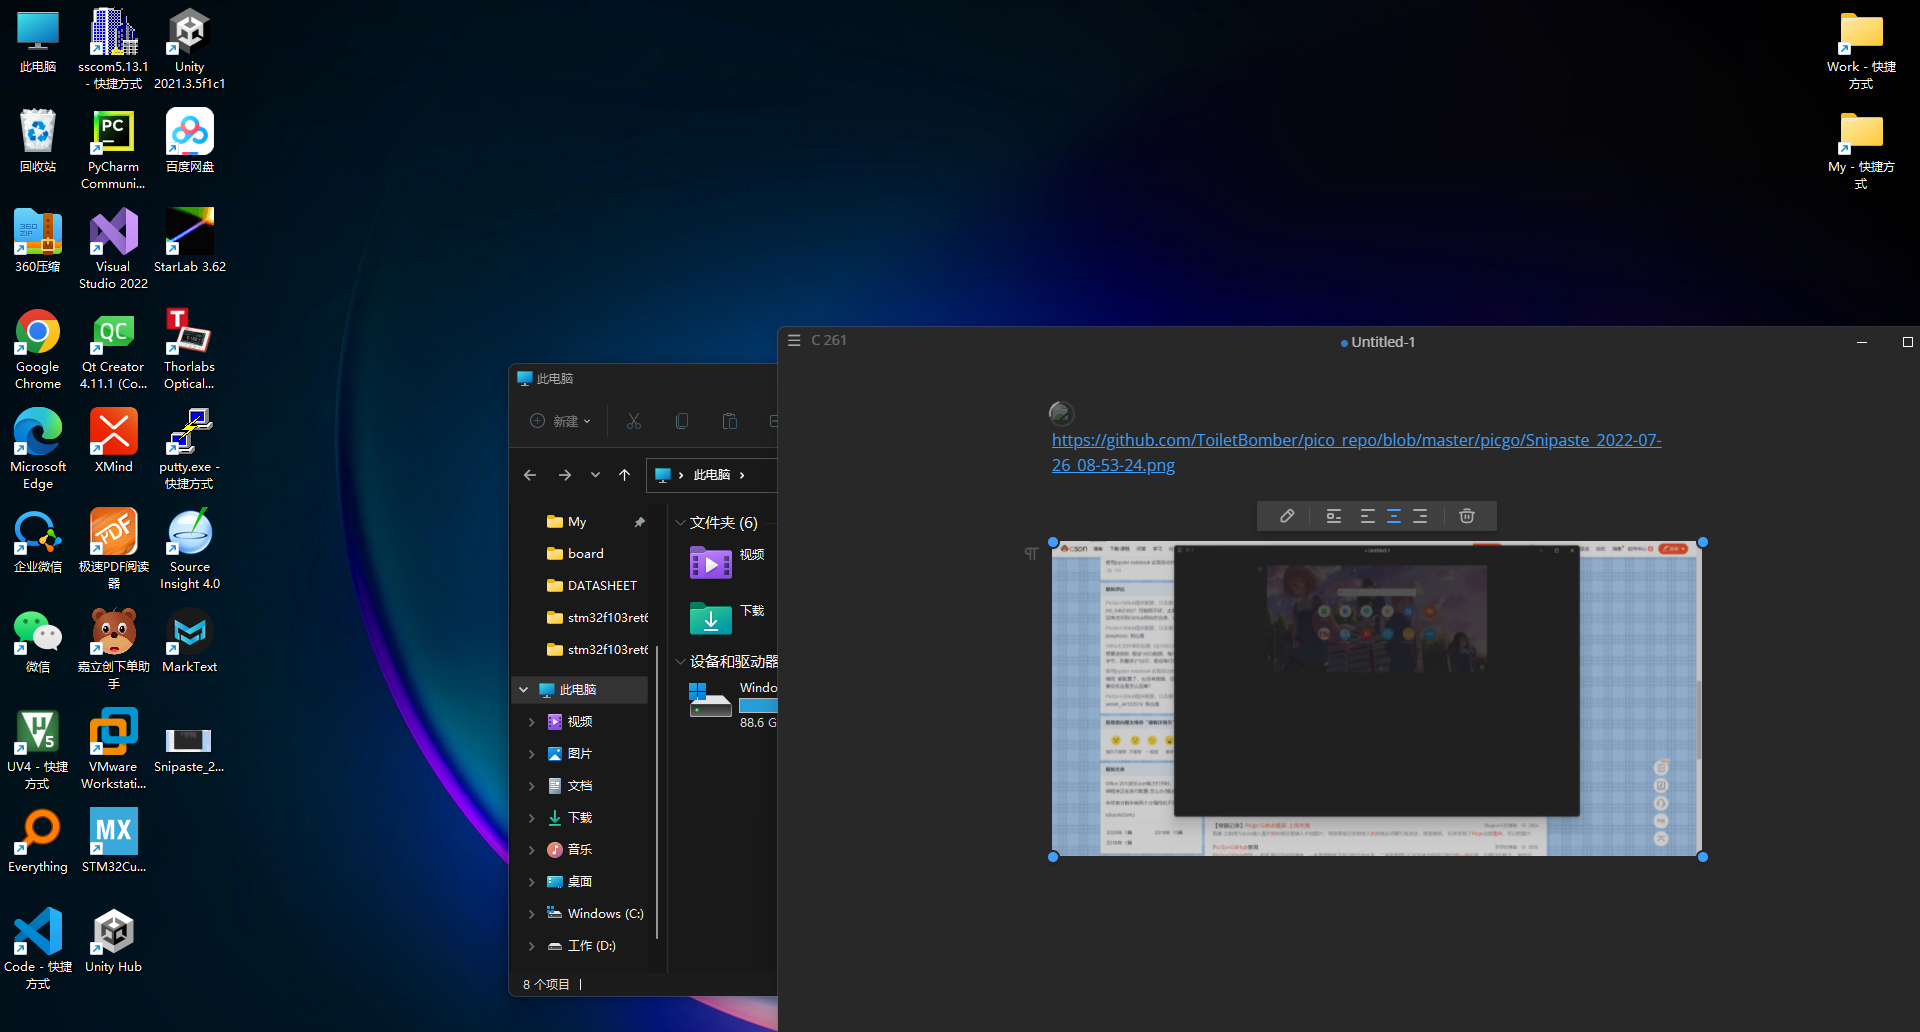 此电脑
sscom5.13.1
- 快捷方式
Unity
2021.3.5f1c1
回收站
PC
PyCharm
Communi...
百度网盘
360
ZIP
360压缩
Visual
Studio 2022
StarLab 3.62
Google
Chrome
QC
Qt Creator
4.11.1 (Co...
T
Thorlabs
Optical...
Microsoft
Edge
XMind
putty.exe -
快捷方式
企业微信
PDF
极速PDF阅读
器
Source
Insight 4.0
微信
嘉立创下单助
手
MarkText
UV4 - 快捷
方式
VMware
Workstati...
Snipaste_2...
Everything
MX
STM32Cu...
Code - 快捷
方式
Unity Hub
Work - 快捷
方式
My - 快捷方
式
此电脑
新建
此电脑
My
board
DATASHEET
stm32f103ret6
stm32f103ret6
此电脑
视频
图片
文档
下载
音乐
桌面
Windows (C:)
工作 (D:)
8 个项目
文件夹 (6)
视频
下载
设备和驱动器
Windo
88.6 G
C 261
Untitled-1
https://github.com/ToiletBomber/pico_repo/blob/master/picgo/Snipaste_2022-07-
26_08-53-24.png
CSDN
Untitled-1